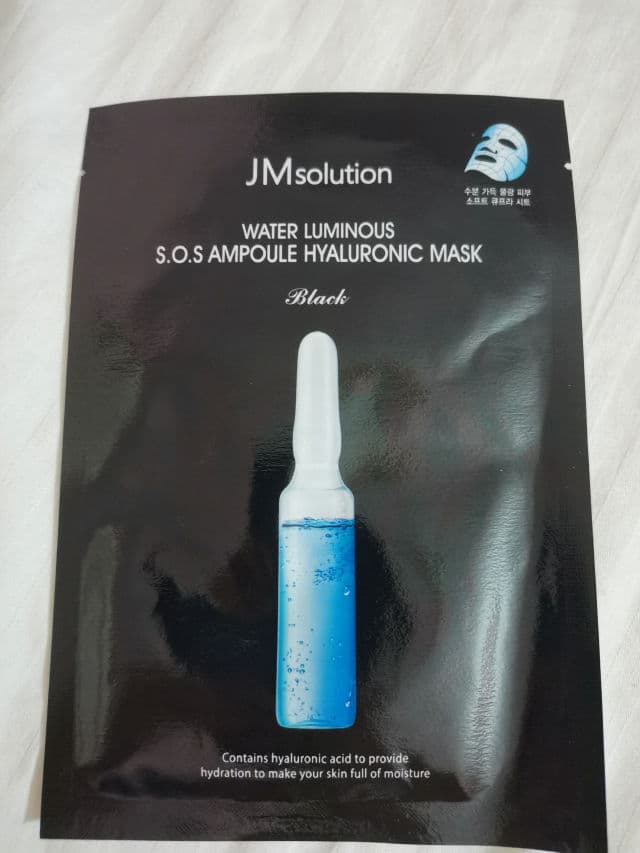 JMsolution
수분 가득 물광 피부
소프트 큐프라 시트
WATER LUMINOUS
S.O.S AMPOULE HYALURONIC MASK
Black
Contains hyaluronic acid to provide
hydration to make your skin full of moisture